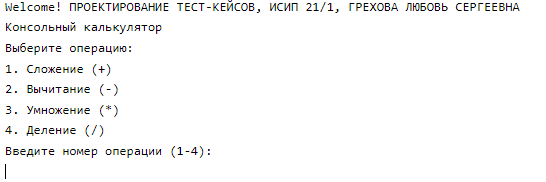 Welcome! ПРОЕКТИРОВАНИЕ ТЕСТ-КЕЙСОВ, ИСИП 21/1, ГРЕХОВА ЛЮБОВЬ СЕРГЕЕВНА
Консольный калькулятор
Выберите операцию:
1. Сложение (+)
2. Вычитание (-)
3. Умножение (*)
4. Деление (/)
Введите номер операции (1-4):